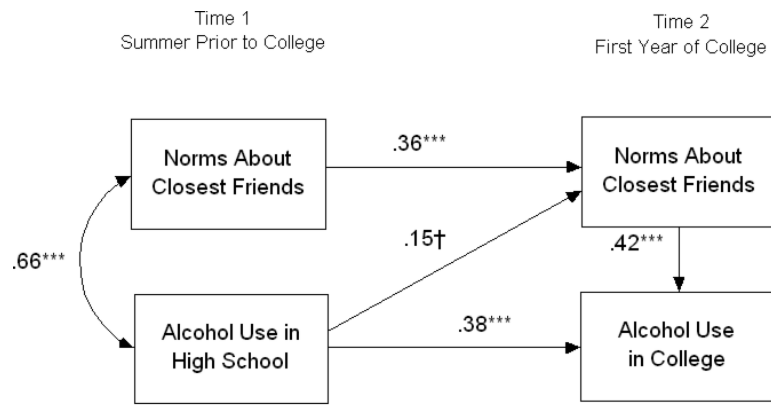 Time 1
Summer Prior to College
Time 2
First Year of College
Norms About
Closest Friends
.36***
Norms About
Closest Friends
.66***
.15†
.42***
Alcohol Use in
High School
.38***
Alcohol Use
in College